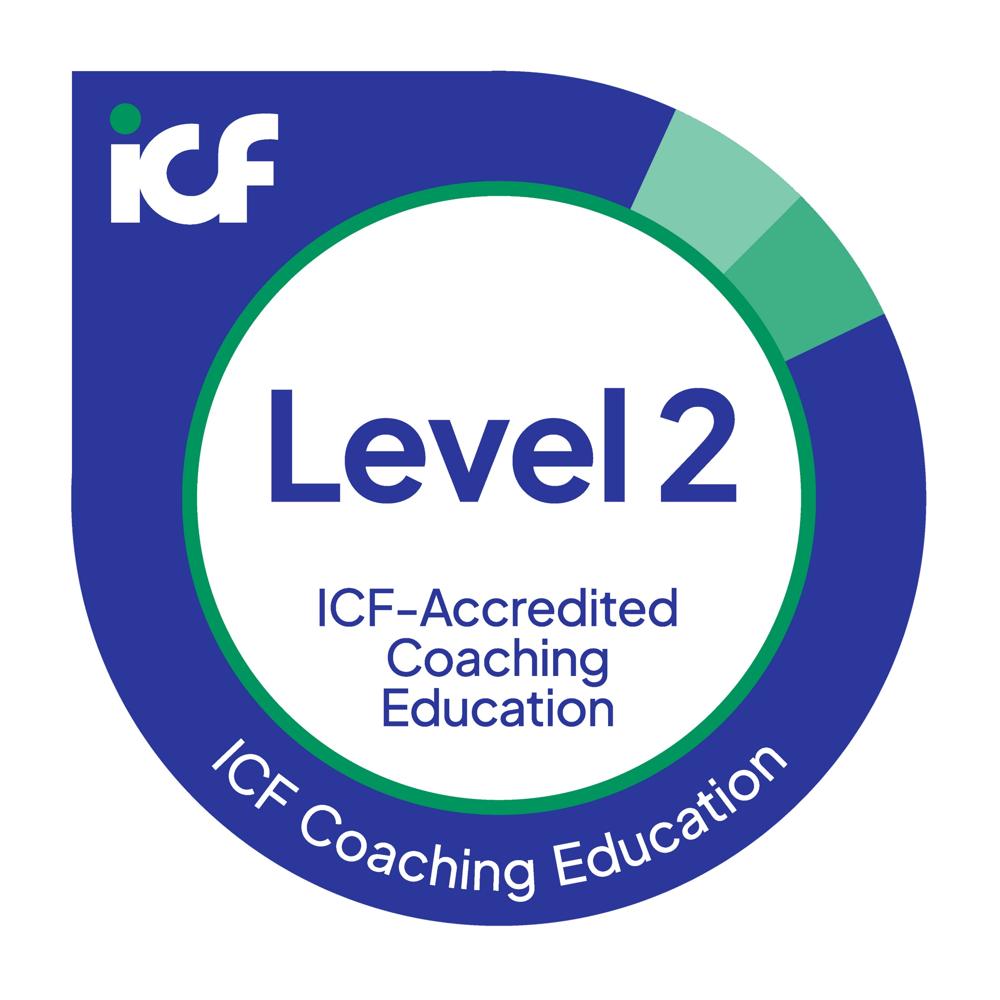 icf
Level 2
ICF–Accredited
Coaching
Education
ICF Coaching Education